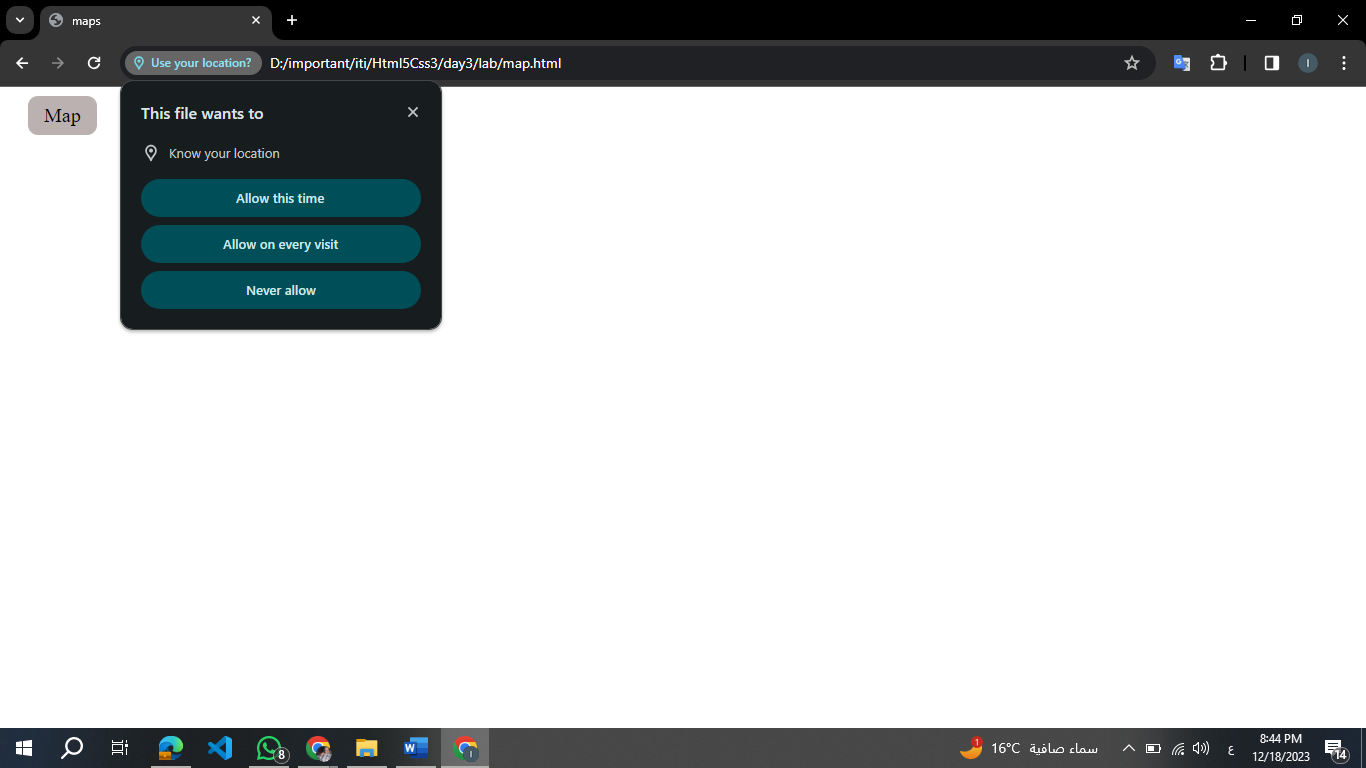 maps
Use your location?
D:/important/iti/Html5Css3/day3/lab/map.html
I
Map
This file wants to
Know your location
Allow this time
Allow on every visit
Never allow
8
I
1
16°C سماء صافية
ع
8:44 PM
12/18/2023
14